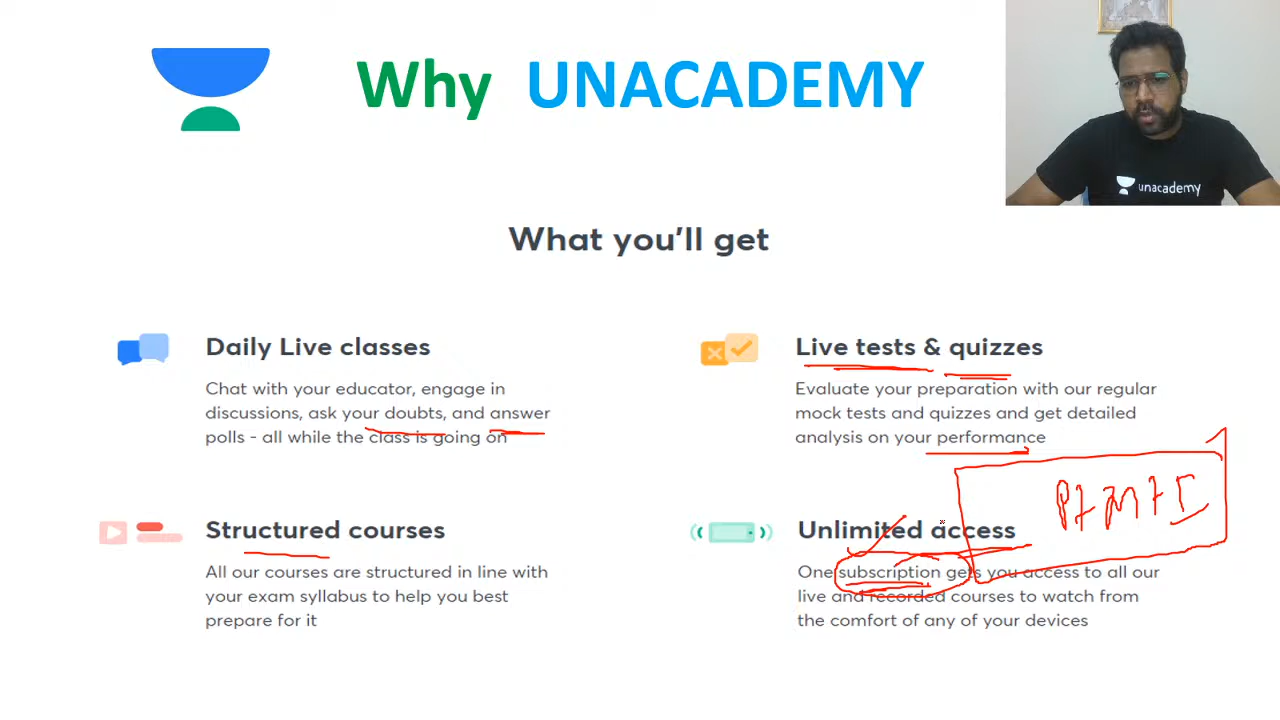 Why UNACADEMY
unacademy
What you'll get
Daily Live classes
Chat with your educator, engage in
discussions, ask your doubts, and answer
polls - all while the class is going on
Live tests & quizzes
Evaluate your preparation with our regular
mock tests and quizzes and get detailed
analysis on your performance
Structured courses
All our courses are structured in line with
your exam syllabus to help you best
prepare for it
Unlimited access
One subscription gets you access to all our
live and recorded courses to watch from
the comfort of any of your devices